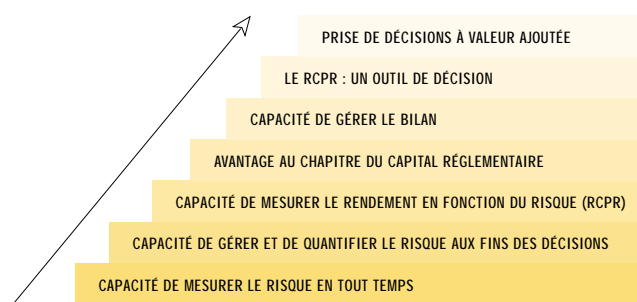 PRISE DE DÉCISIONS À VALEUR AJOUTÉE
LE RCPR : UN OUTIL DE DÉCISION
CAPACITÉ DE GÉRER LE BILAN
AVANTAGE AU CHAPITRE DU CAPITAL RÉGLEMENTAIRE
CAPACITÉ DE MESURER LE RENDEMENT EN FONCTION DU RISQUE (RCPR)
CAPACITÉ DE GÉRER ET DE QUANTIFIER LE RISQUE AUX FINS DES DÉCISIONS
CAPACITÉ DE MESURER LE RISQUE EN TOUT TEMPS